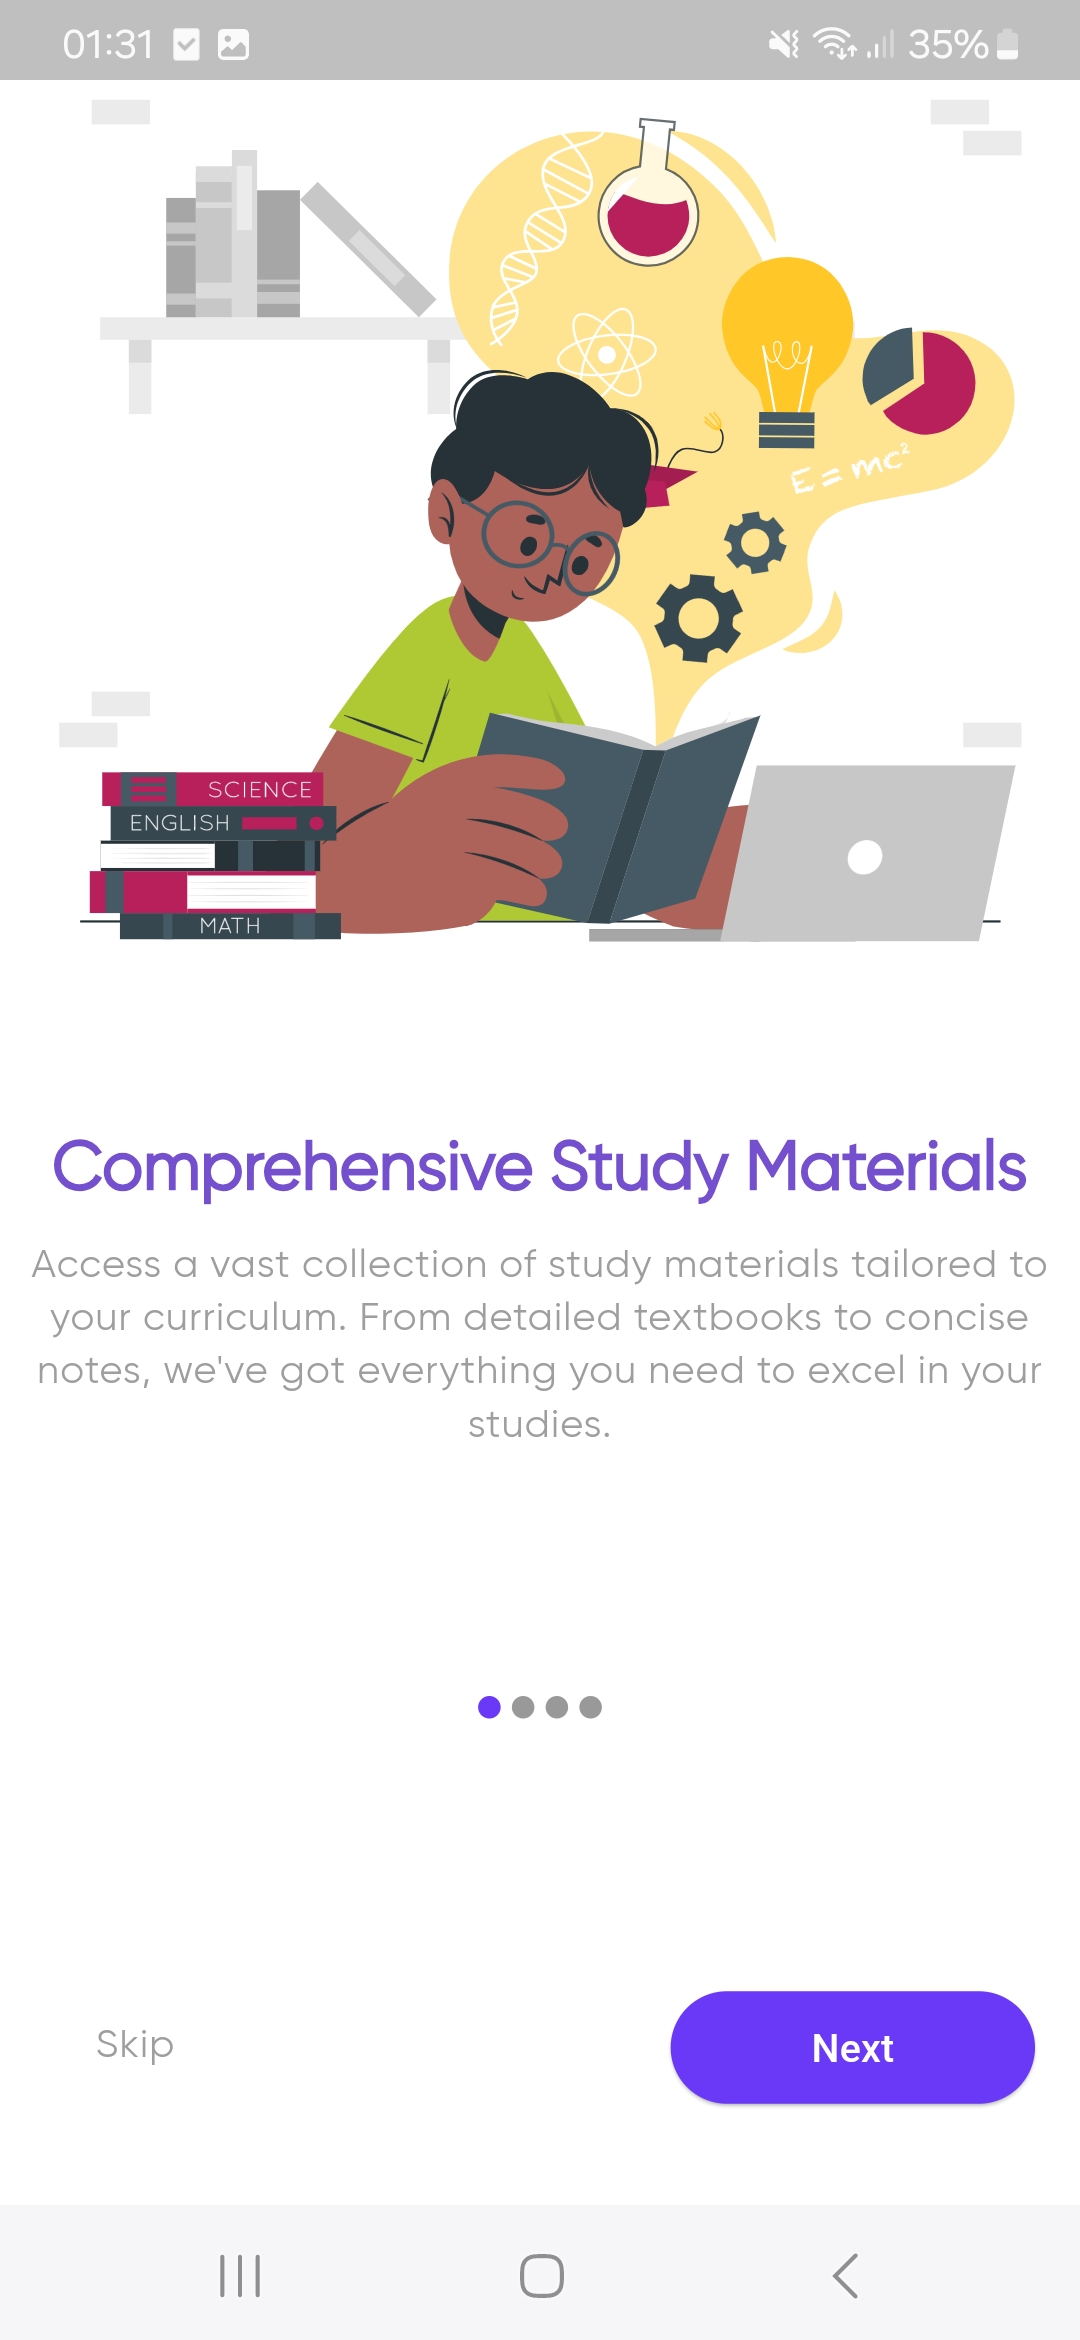 01:31
35%
E = mc²
SCIENCE
ENGLISH
MATH
Comprehensive Study Materials
Access a vast collection of study materials tailored to
your curriculum. From detailed textbooks to concise
notes, we've got everything you need to excel in your
studies.
Skip
Next